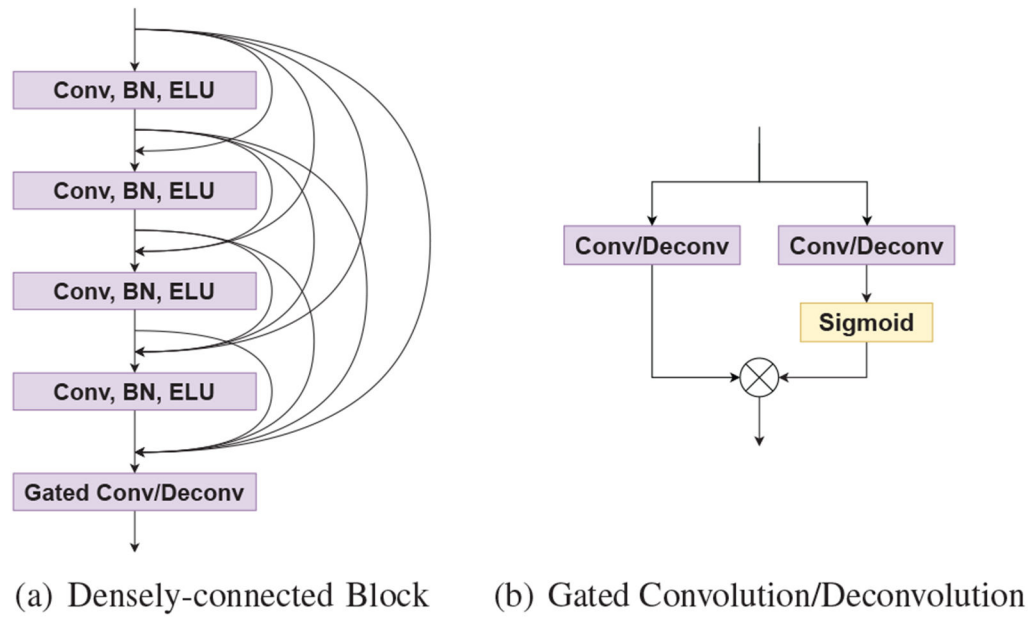 Conv, BN, ELU
Conv, BN, ELU
Conv, BN, ELU
Conv, BN, ELU
Gated Conv/Deconv
(a) Densely-connected Block
Conv/Deconv
Conv/Deconv
Sigmoid
(b) Gated Convolution/Deconvolution